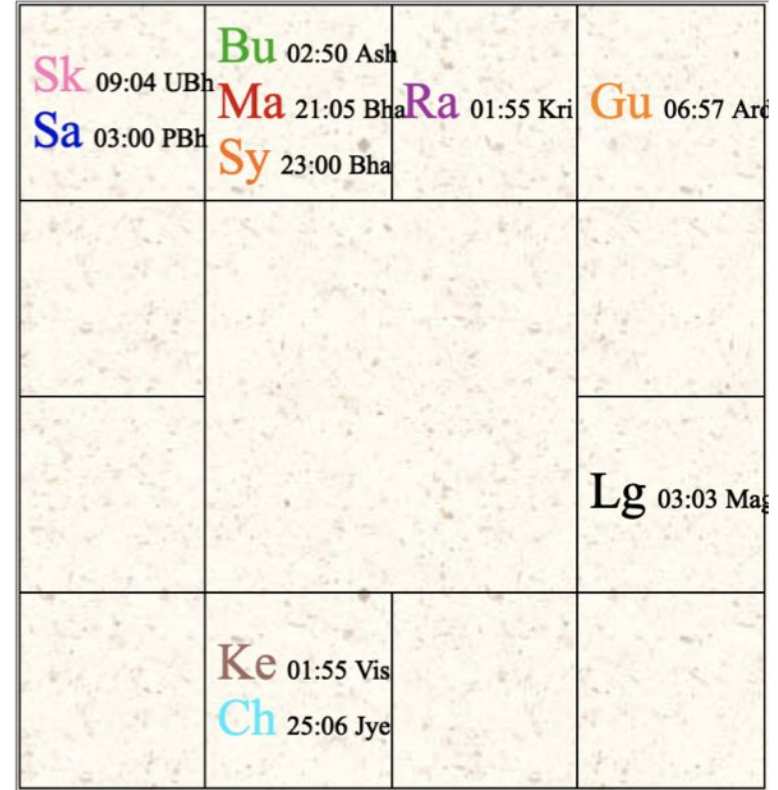 Sk 09:04 UBh
Sa 03:00 PBh
Bu 02:50 Ash
Ma 21:05 Bha
Sy 23:00 Bha
Ra 01:55 Kri
Gu 06:57 Ard
Lg 03:03 Mag
Ke 01:55 Vis
Ch 25:06 Jye